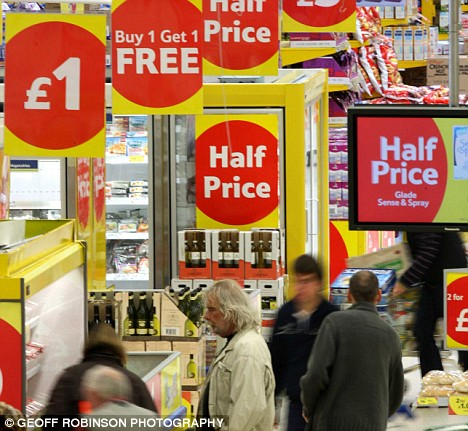 £1
Buy 1 Get 1
FREE
Half
Price
£
Half
Price
Half
Price
Glade
Sense & Spray
2 for
£
© GEOFF ROBINSON PHOTOGRAPHY